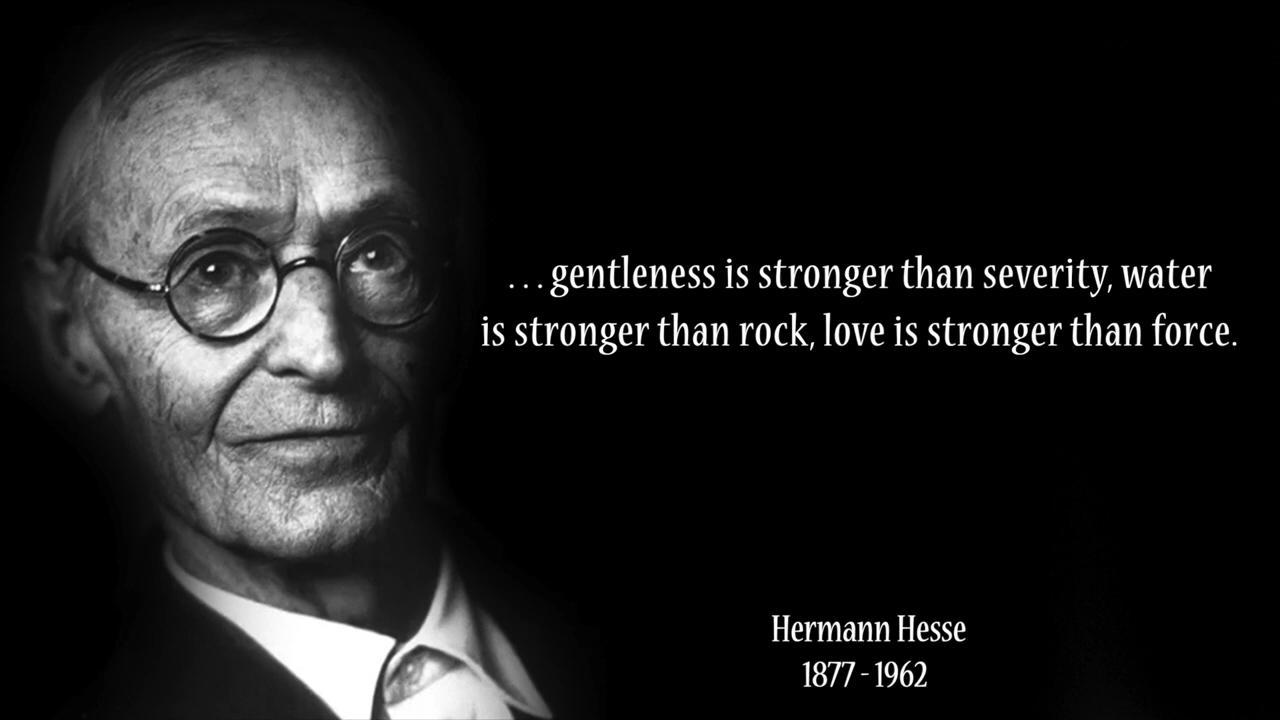 ...gentleness is stronger than severity, water
is stronger than rock, love is stronger than force.
Hermann Hesse
1877 - 1962